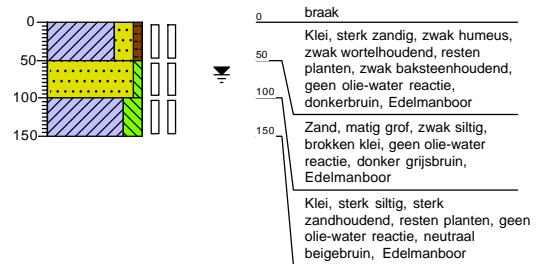 0
50
100
150
0
braak
Klei, sterk zandig, zwak humeus,
zwak wortelhoudend, resten
planten, zwak baksteenhoudend,
geen olie-water reactie,
donkerbruin, Edelmanboor
50
Zand, matig grof, zwak siltig,
brokken klei, geen olie-water
reactie, donker grijsbruin,
Edelmanboor
100
Klei, sterk siltig, sterk
zandhoudend, resten planten, geen
olie-water reactie, neutraal
beigebruin, Edelmanboor
150